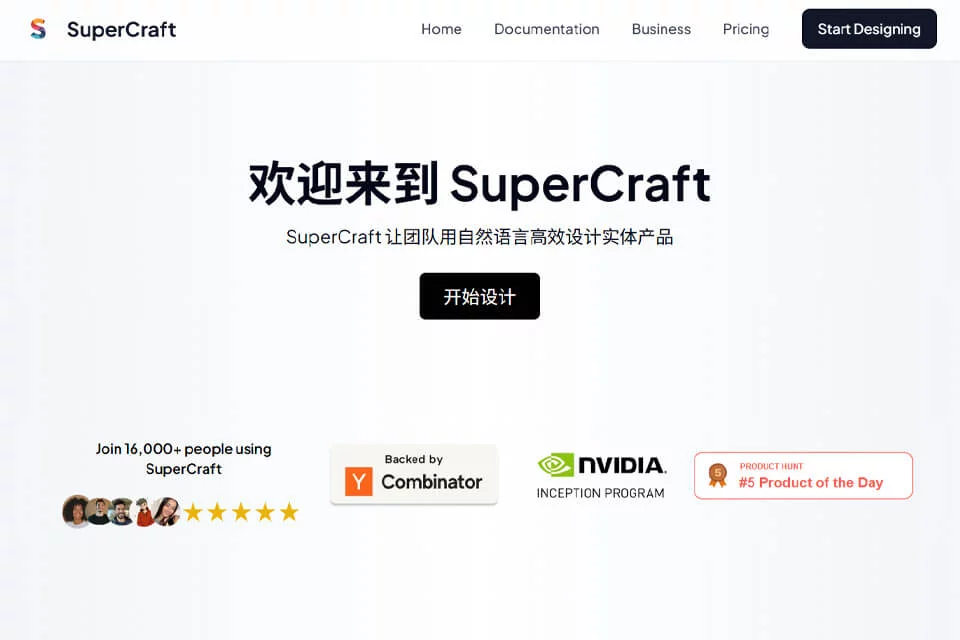 SuperCraft
Home
Documentation
Business
Pricing
Start Designing
欢迎来到 SuperCraft
SuperCraft 让团队用自然语言高效设计实体产品
开始设计
Join 16,000+ people using
SuperCraft
Backed by
Y Combinator
NVIDIA.
INCEPTION PROGRAM
5
PRODUCT HUNT
#5 Product of the Day